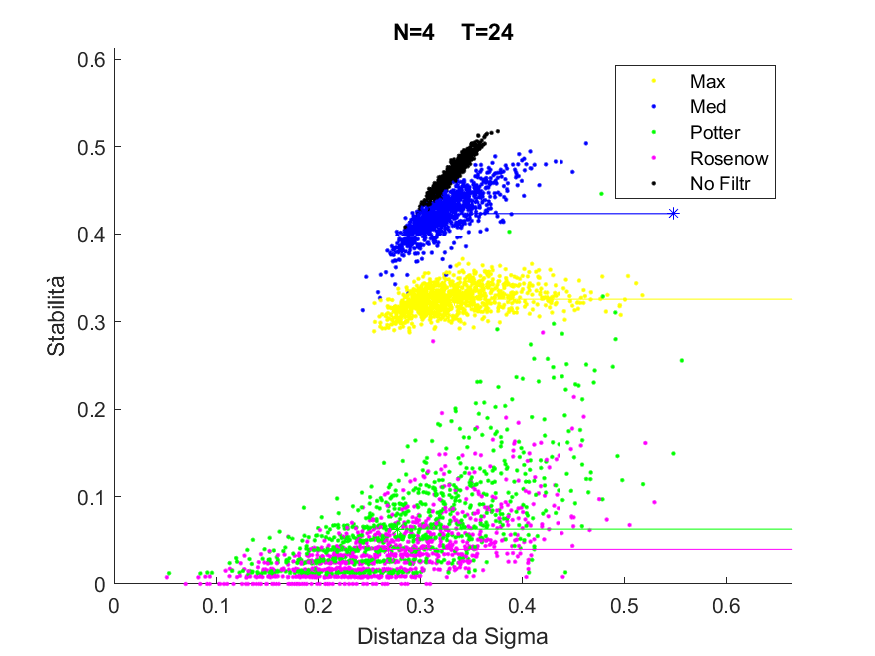 N=4 T=24
0.6
0.5
0.4
0.3
0.2
0.1
0
Stabilità
Max
Med
Potter
Rosenow
No Filtr
0 0.1 0.2 0.3 0.4 0.5 0.6
Distanza da Sigma